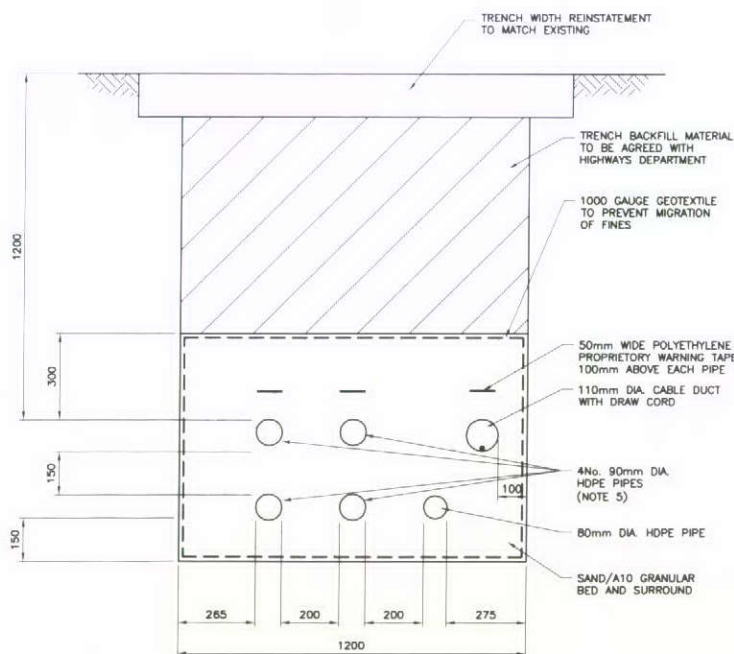 TRENCH WIDTH REINSTATEMENT
TO MATCH EXISTING
TRENCH BACKFILL MATERIAL
TO BE AGREED WITH
HIGHWAYS DEPARTMENT
1000 GAUGE GEOTEXTILE
TO PREVENT MIGRATION
OF FINES
1200
300
50mm WIDE POLYETHYLENE
PROPRIETORY WARNING TAPE
100mm ABOVE EACH PIPE
110mm DIA. CABLE DUCT
WITH DRAW CORD
150
100
4No. 90mm DIA.
HDPE PIPES
(NOTE 5)
150
80mm DIA. HDPE PIPE
SAND/A10 GRANULAR
BED AND SURROUND
265
200
200
275
1200